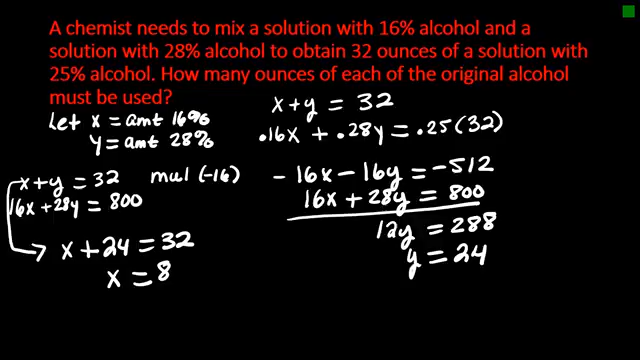 A chemist needs to mix a solution with 16% alcohol and a
solution with 28% alcohol to obtain 32 ounces of a solution with
25% alcohol. How many ounces of each of the original alcohol
must be used?
Let x = amt 16%
y = amt 28%
x + y = 32 mul (-16)
16x + 28y = 800
x + 24 = 32
x = 8
x + y = 32
.16x + .28y = .25(32)
- 16x - 16y = -512
16x + 28y = 800
12y = 288
y = 24